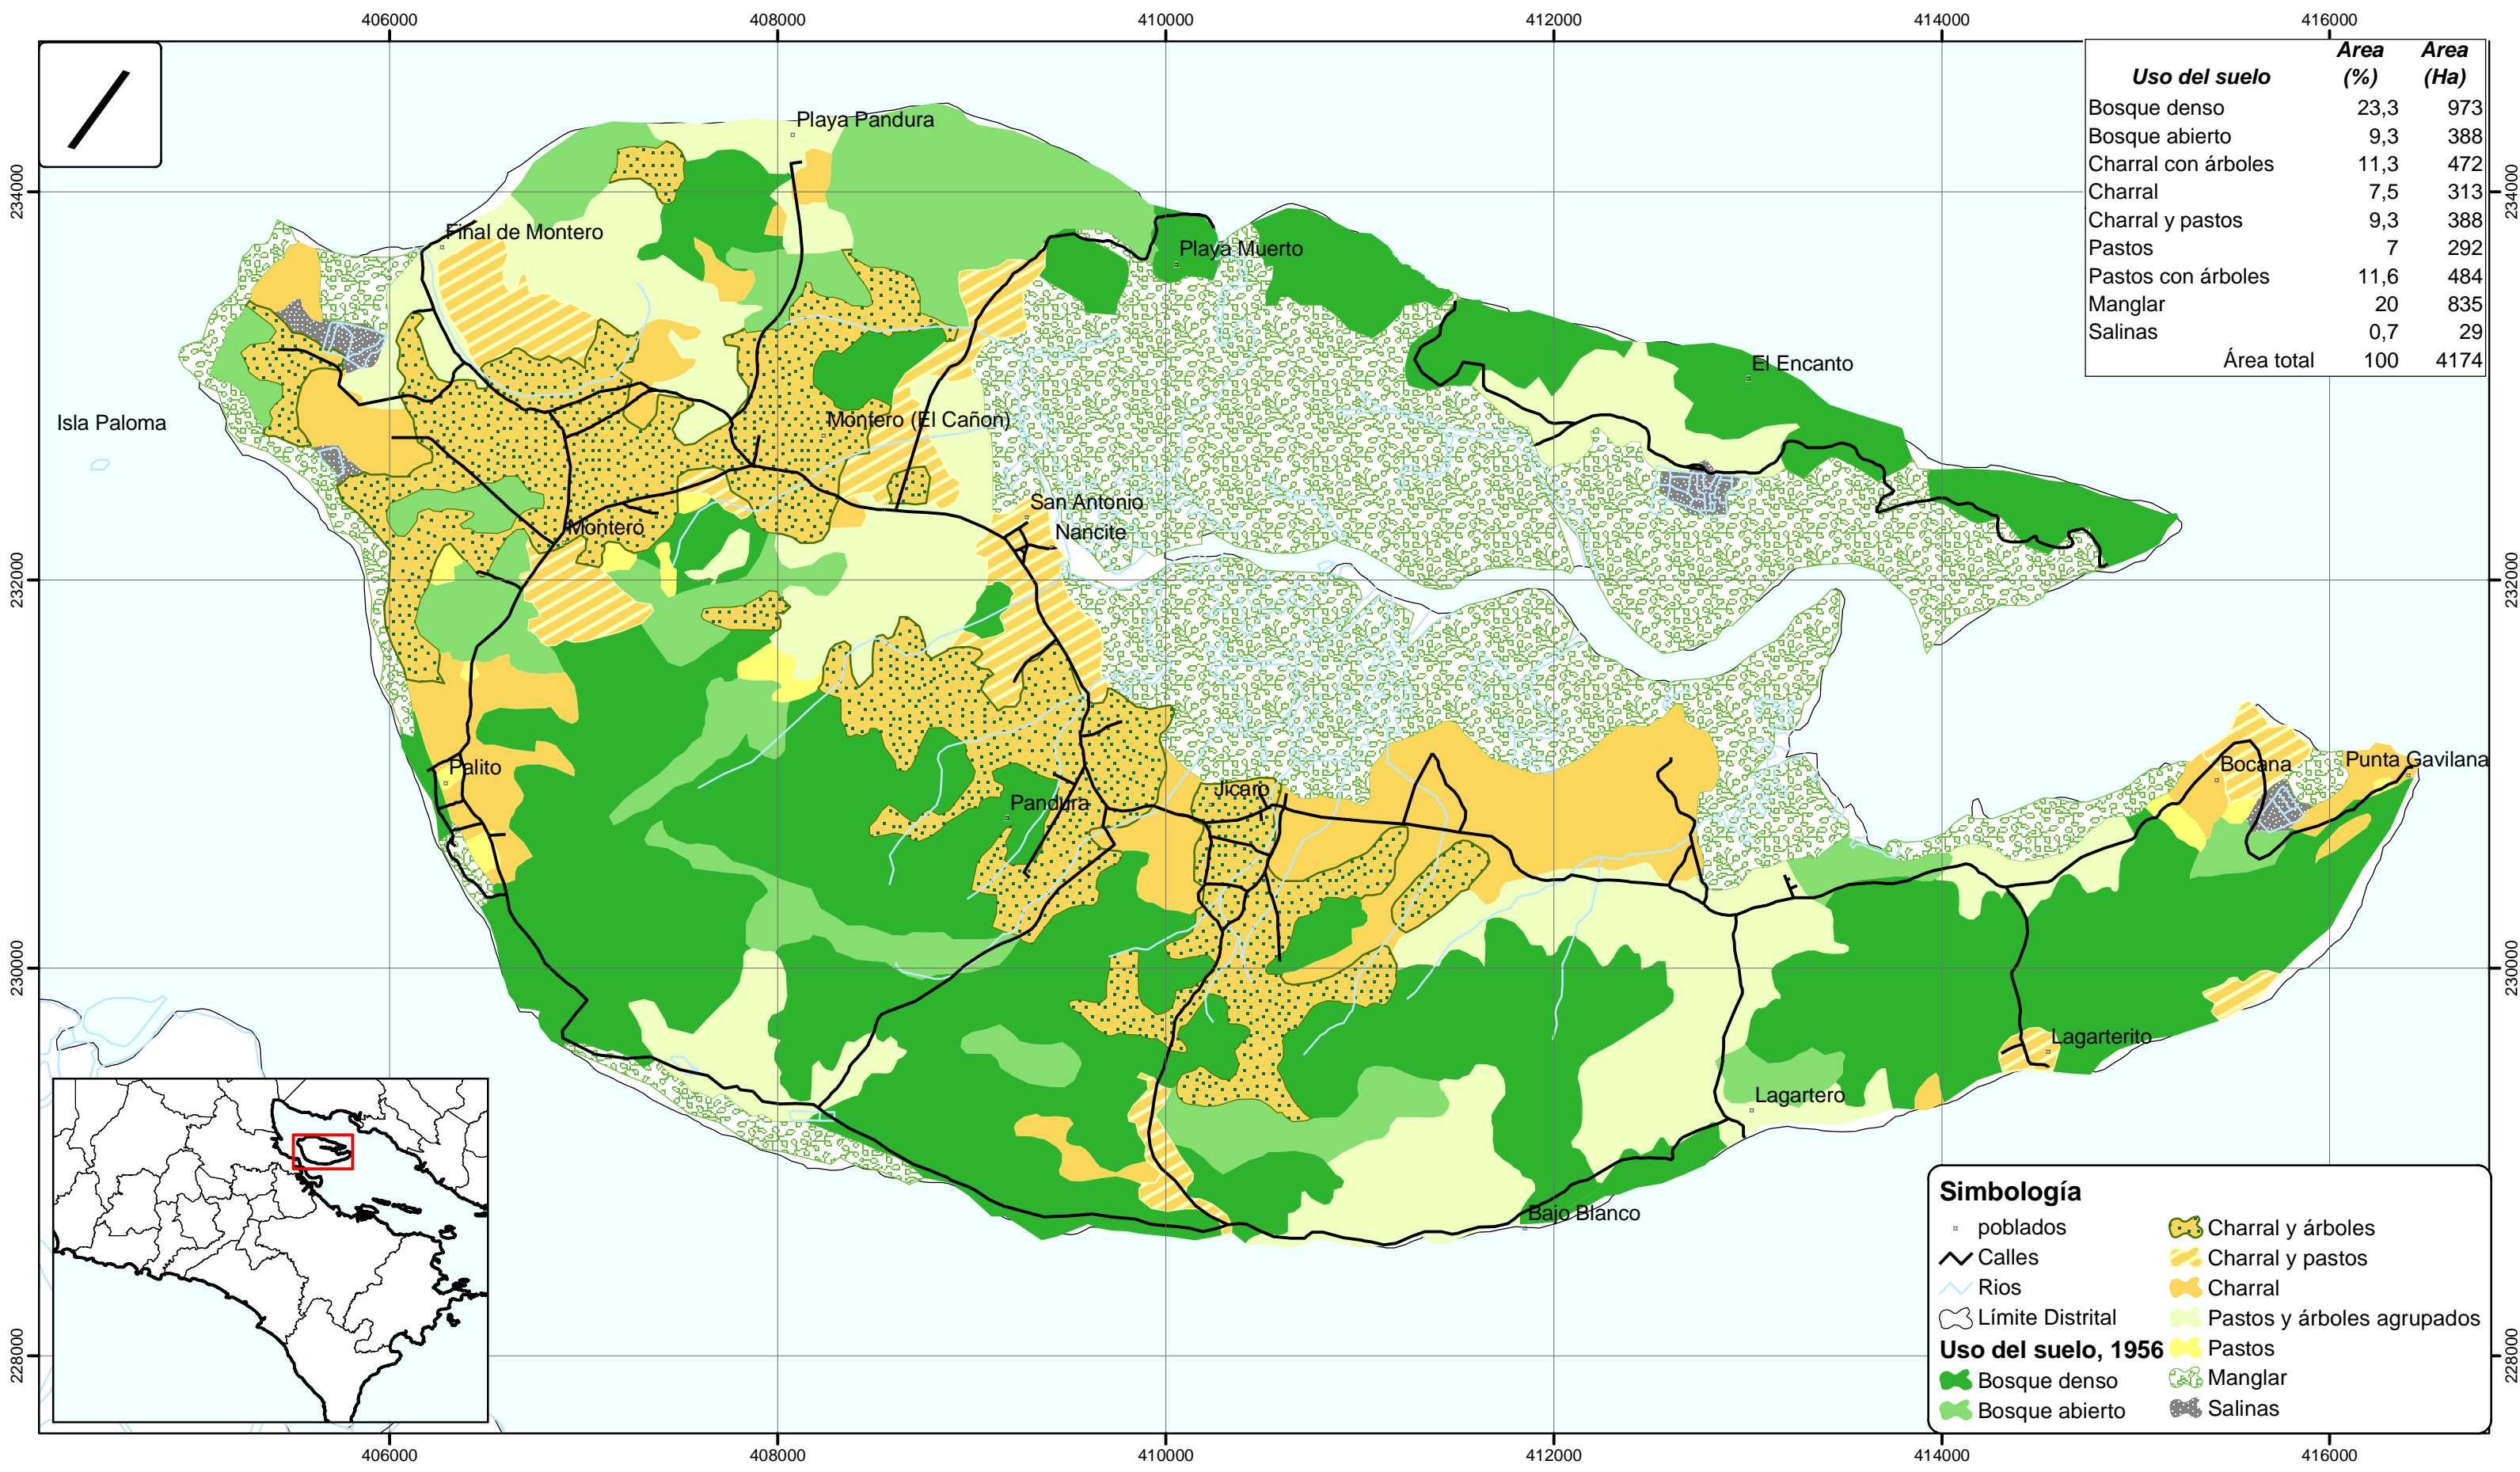 406000 408000 410000 412000 414000 416000
Uso del suelo Area (%) Area (Ha)
Bosque denso 23,3 973
Bosque abierto 9,3 388
Charral con árboles 11,3 472
Charral 7,5 313
Charral y pastos 9,3 388
Pastos 7 292
Pastos con árboles 11,6 484
Manglar 20 835
Salinas 0,7 29
Área total 100 4174
Playa Pandura
234000 234000
Final de Montero
Playa Muerto
El Encanto
Isla Paloma
Montero (El Cañon)
San Antonio
Montero
Nancite
232000 232000
Palito
Pandura
Jicaro
Bocana
Punta Gavilana
230000 230000
Lagarterito
Lagartero
Bajo Blanco
Simbología
poblados
Calles
Rios
Límite Distrital
Uso del suelo, 1956
Bosque denso
Bosque abierto
Charral y árboles
Charral y pastos
Charral
Pastos y árboles agrupados
Pastos
Manglar
Salinas
228000 228000
406000 408000 410000 412000 414000 416000